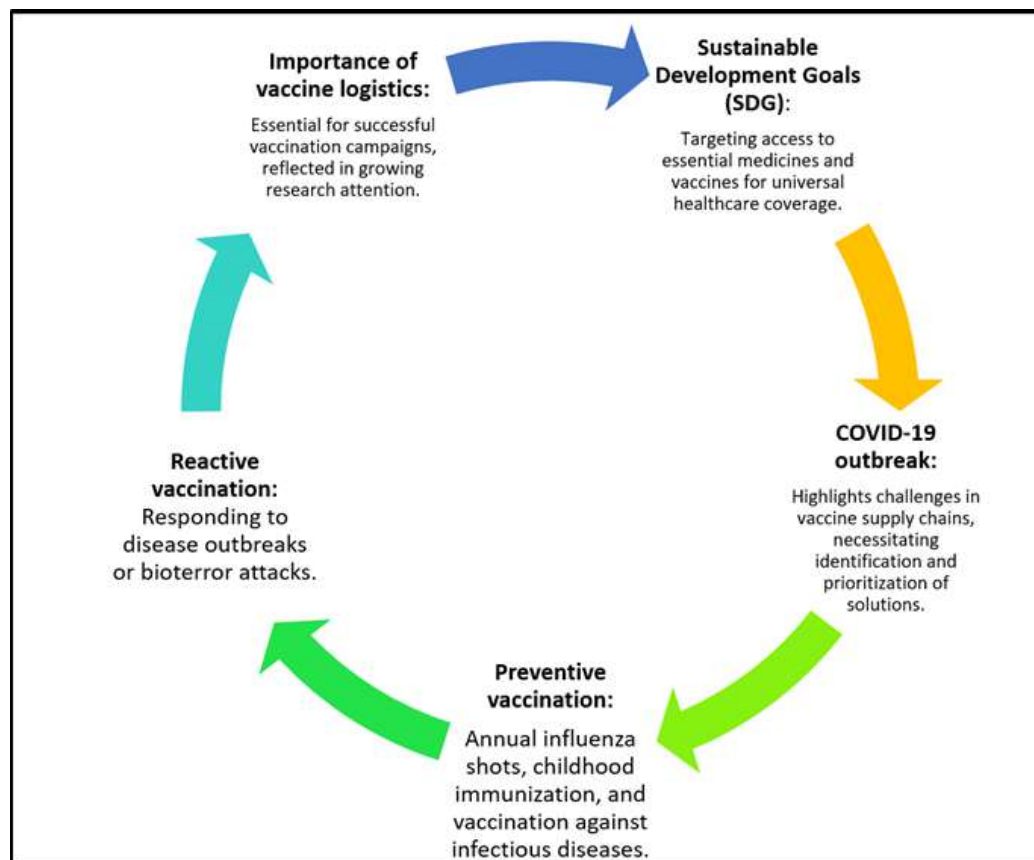 Importance of
vaccine logistics:
Essential for successful
vaccination campaigns,
reflected in growing
research attention.
Sustainable
Development Goals
(SDG):
Targeting access to
essential medicines and
vaccines for universal
healthcare coverage.
COVID-19
outbreak:
Highlights challenges in
vaccine supply chains,
necessitating
identification and
prioritization of
solutions.
Preventive
vaccination:
Annual influenza
shots, childhood
immunization, and
vaccination against
infectious diseases.
Reactive
vaccination:
Responding to
disease outbreaks
or bioterror attacks.